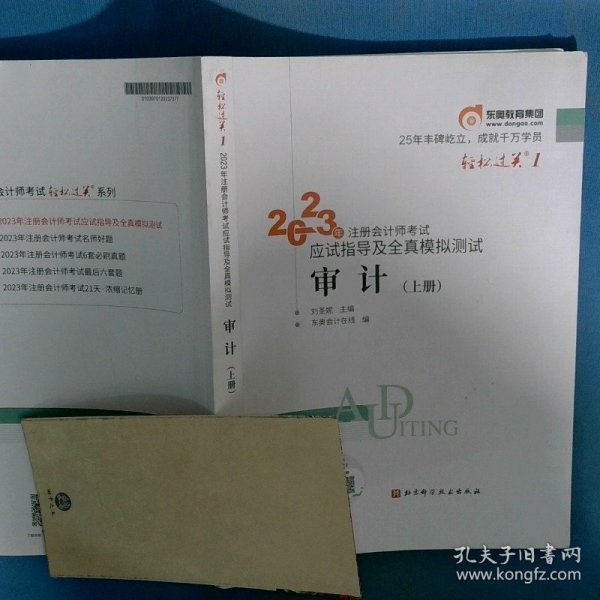 东奥教育集团
www.dongao.com
25年丰碑屹立，成就千万学员
轻松过关®1
2023年 注册会计师考试
应试指导及全真模拟测试
审计（上册）
刘圣妮 主编
东奥会计在线 编
AUDITING
北京科学技术出版社
轻松过关1
2023年注册会计师考试应试指导及全真模拟测试
审计（上册）
会计师考试轻松过关®系列
2023年注册会计师考试应试指导及全真模拟测试
2023年注册会计师考试名师好题
2023年注册会计师考试6套必刷真题
2023年注册会计师考试最后六套题
2023年注册会计师考试21天·浓缩记忆册
孔夫子旧书网
www.kongfz.com